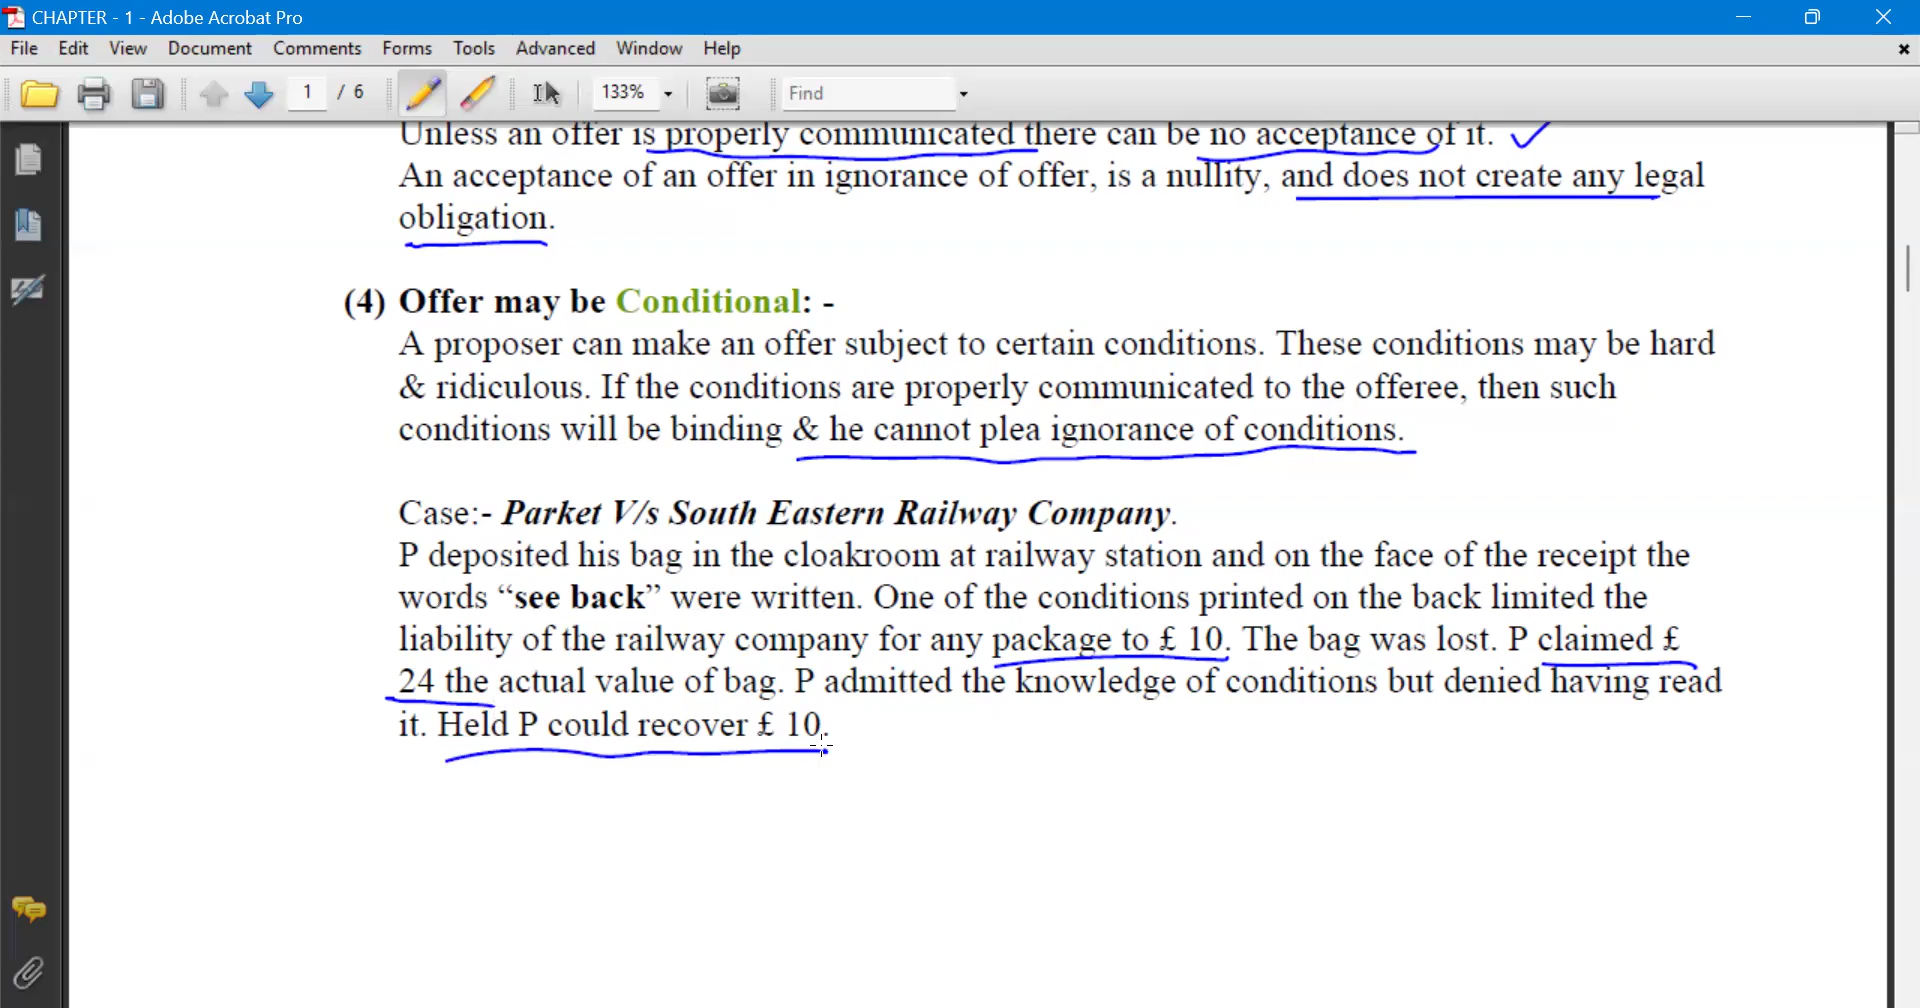 CHAPTER - 1 - Adobe Acrobat Pro
File Edit View Document Comments Forms Tools Advanced Window Help
1 / 6 133% Find
Unless an offer is properly communicated there can be no acceptance of it.
An acceptance of an offer in ignorance of offer, is a nullity, and does not create any legal
obligation.
(4) Offer may be Conditional: -
A proposer can make an offer subject to certain conditions. These conditions may be hard
& ridiculous. If the conditions are properly communicated to the offeree, then such
conditions will be binding & he cannot plea ignorance of conditions.
Case:- Parket V/s South Eastern Railway Company.
P deposited his bag in the cloakroom at railway station and on the face of the receipt the
words “see back” were written. One of the conditions printed on the back limited the
liability of the railway company for any package to £ 10. The bag was lost. P claimed £
24 the actual value of bag. P admitted the knowledge of conditions but denied having read
it. Held P could recover £ 10.